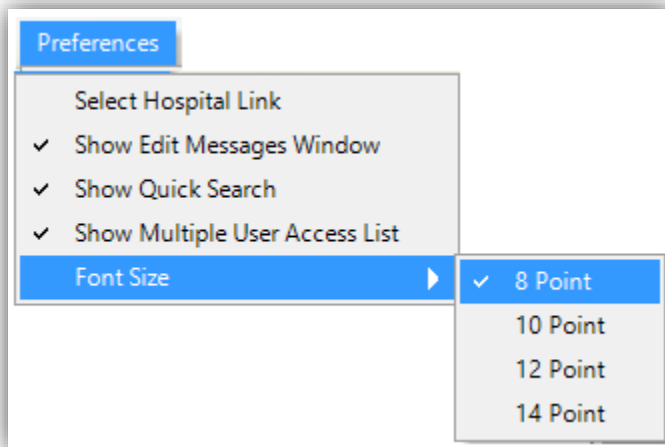 Preferences
Select Hospital Link
Show Edit Messages Window
Show Quick Search
Show Multiple User Access List
Font Size
8 Point
10 Point
12 Point
14 Point